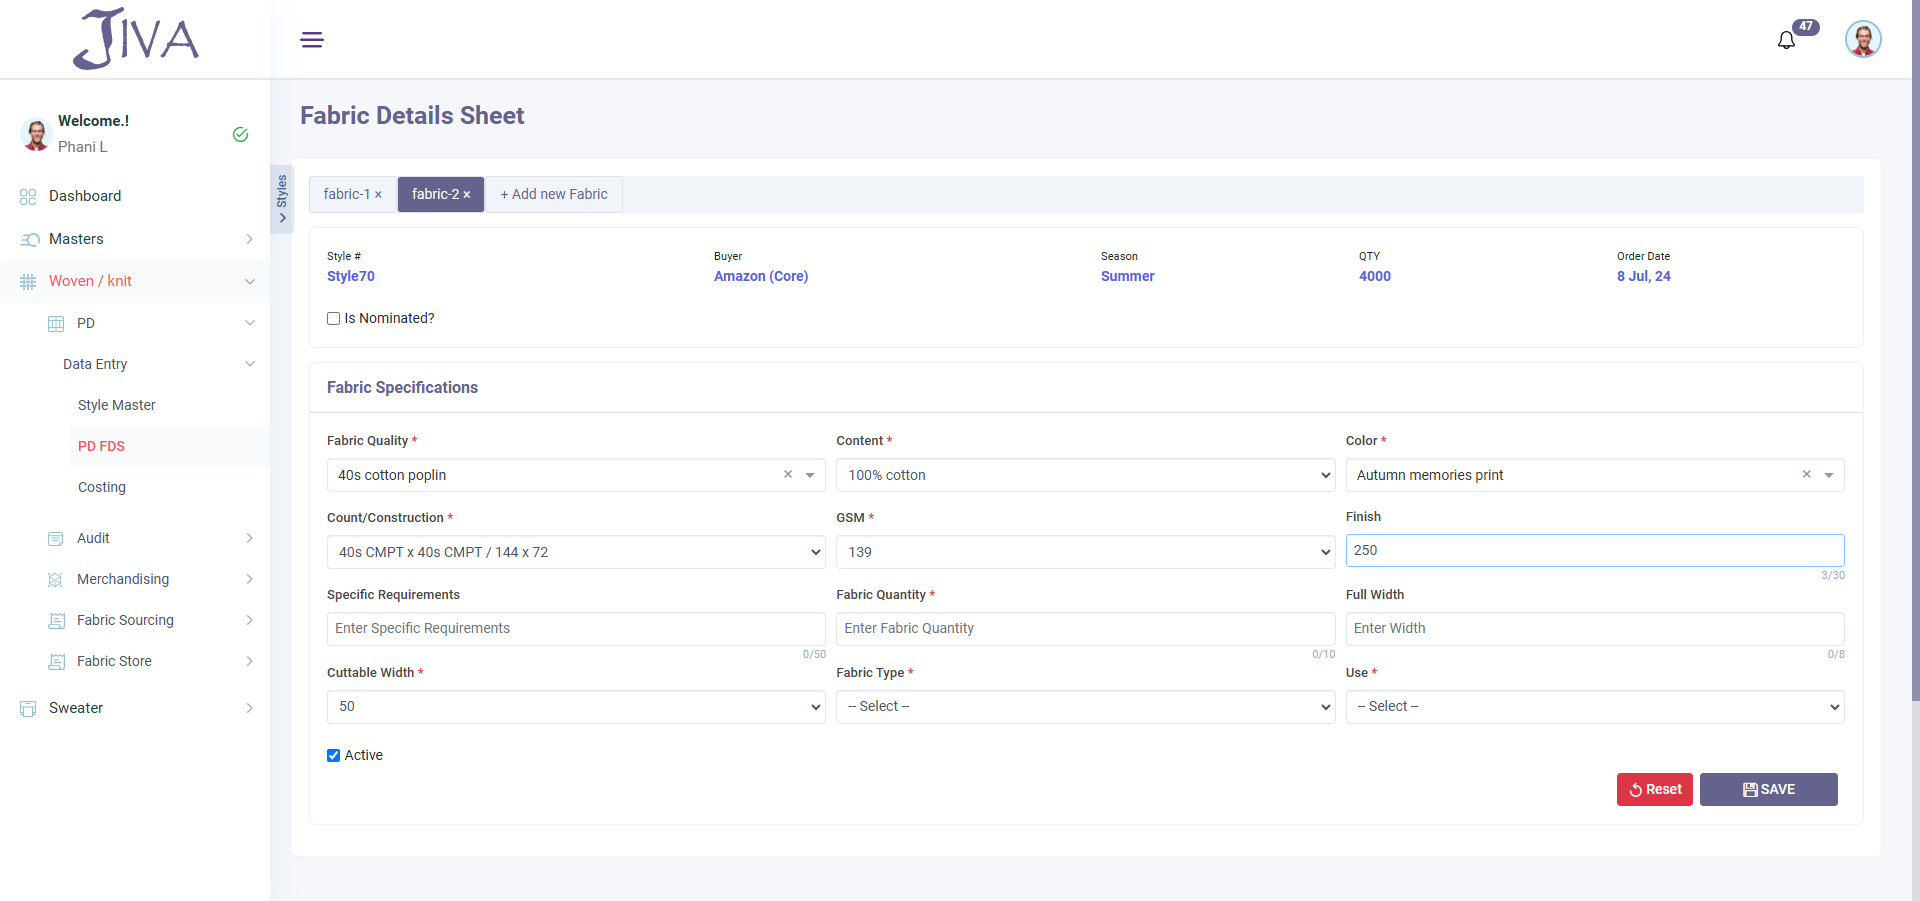 JIVA
47
Welcome.!
Phani L
Dashboard
Masters
Woven / knit
PD
Data Entry
Style Master
PD FDS
Costing
Audit
Merchandising
Fabric Sourcing
Fabric Store
Sweater
Styles
Fabric Details Sheet
fabric-1 × fabric-2 × + Add new Fabric
Style # Buyer Season QTY Order Date
Style70 Amazon (Core) Summer 4000 8 Jul, 24
Is Nominated?
Fabric Specifications
Fabric Quality * Content * Color *
40s cotton poplin × 100% cotton Autumn memories print ×
Count/Construction * GSM * Finish
40s CMPT x 40s CMPT / 144 x 72 139 250
3/30
Specific Requirements Fabric Quantity * Full Width
Enter Specific Requirements Enter Fabric Quantity Enter Width
0/50 0/10 0/8
Cuttable Width * Fabric Type * Use *
50 -- Select -- -- Select --
Active
Reset SAVE